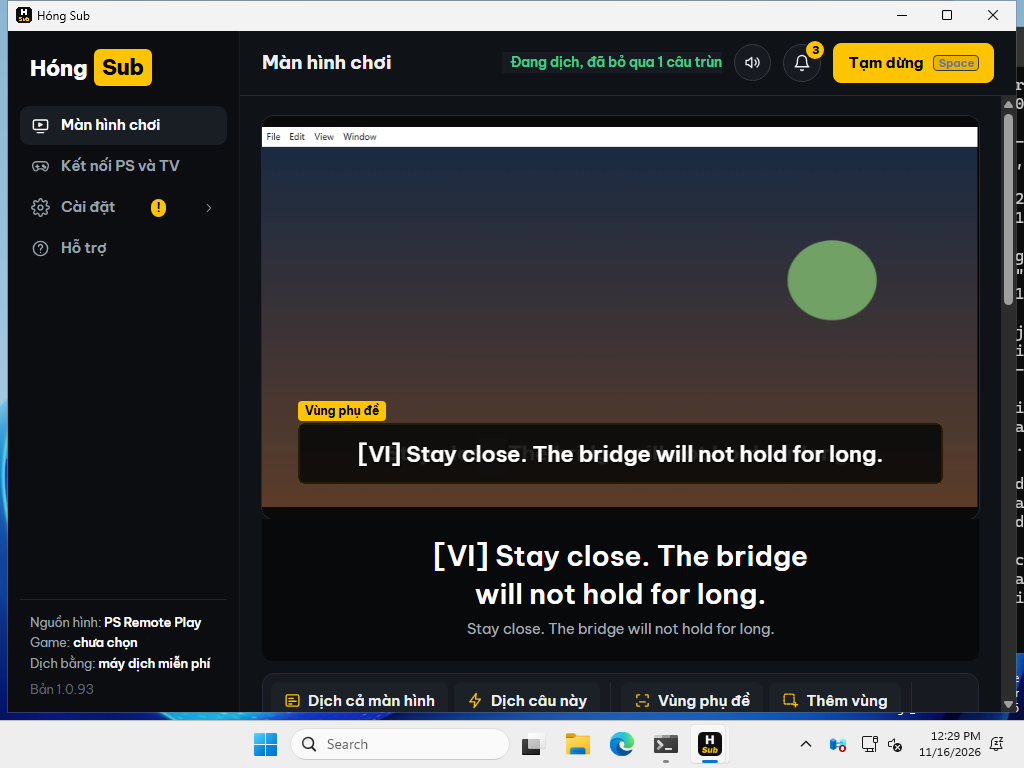 Hóng Sub
Hóng Sub
Màn hình chơi
Kết nối PS và TV
Cài đặt
!
Hỗ trợ
Nguồn hình: PS Remote Play
Game: chưa chọn
Dịch bằng: máy dịch miễn phí
Bản 1.0.93
Màn hình chơi
Đang dịch, đã bỏ qua 1 câu trùn
3
Tạm dừng Space
File Edit View Window
Vùng phụ đề
[VI] Stay close. The bridge will not hold for long.
[VI] Stay close. The bridge
will not hold for long.
Stay close. The bridge will not hold for long.
Dịch cả màn hình
Dịch câu này
Vùng phụ đề
Thêm vùng
Search
H
Sub
12:29 PM
11/16/2026